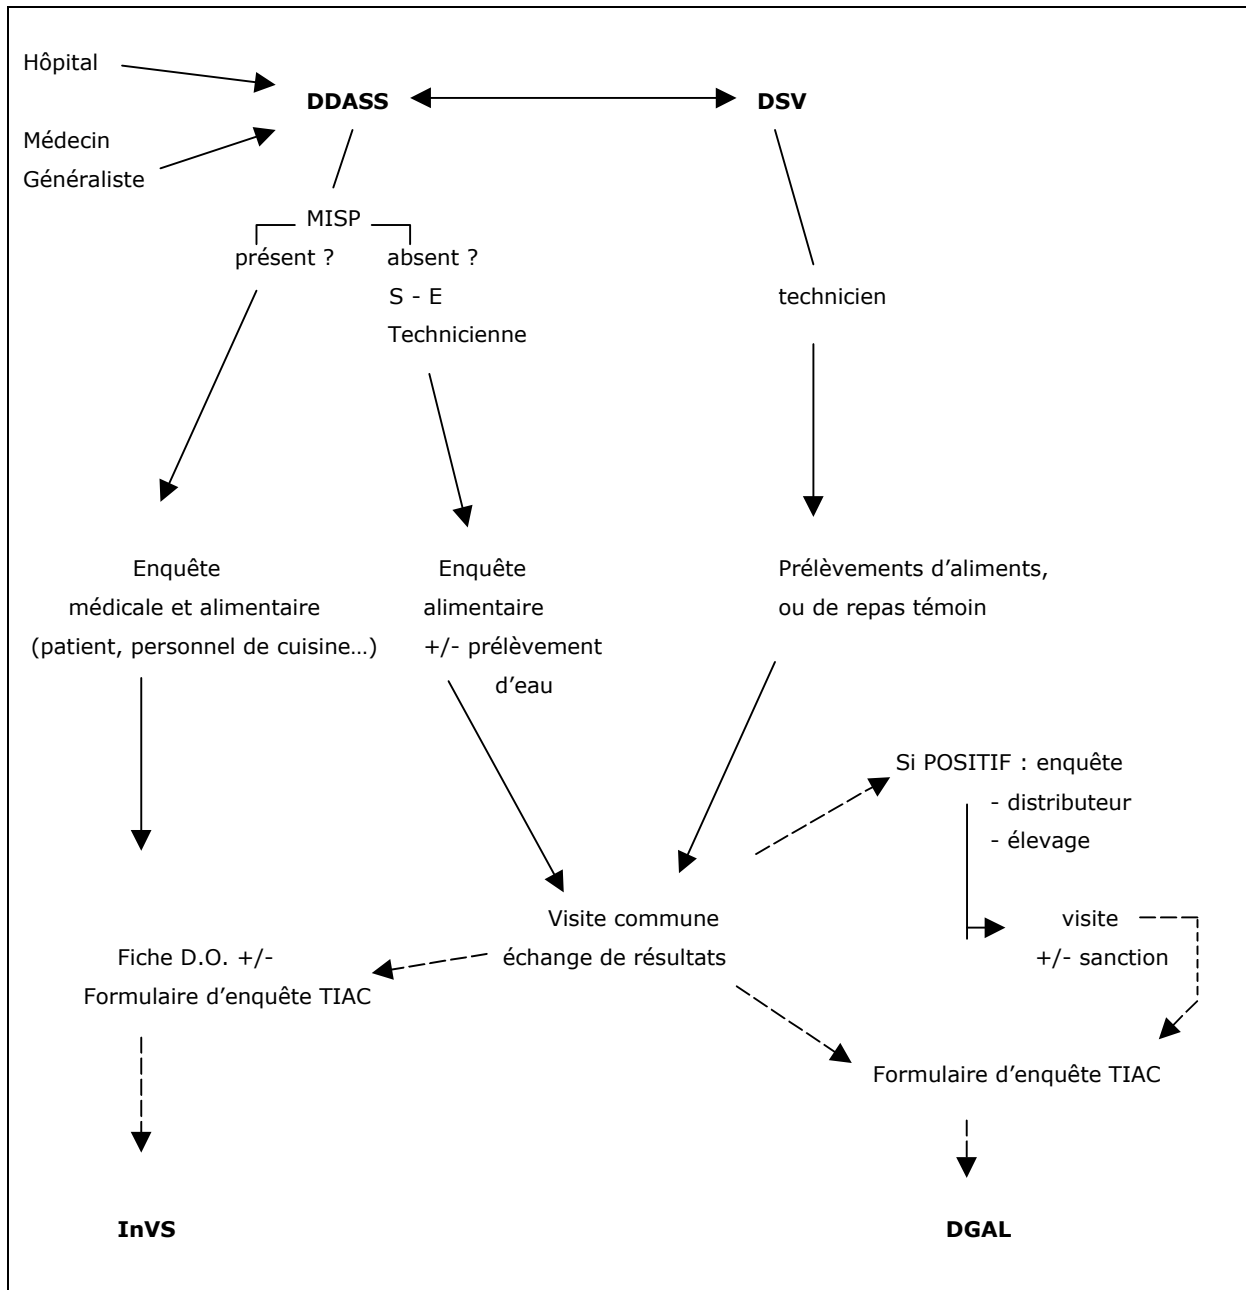 Hôpital
DDASS
DSV
Médecin
Généraliste
MISP
présent ?
absent ?
S - E
Technicienne
technicien
Enquête
médicale et alimentaire
(patient, personnel de cuisine…)
Enquête
alimentaire
+/- prélèvement
d’eau
Prélèvements d’aliments,
ou de repas témoin
Si POSITIF : enquête
- distributeur
- élevage
visite
+/- sanction
Visite commune
échange de résultats
Fiche D.O. +/-
Formulaire d’enquête TIAC
Formulaire d’enquête TIAC
InVS
DGAL